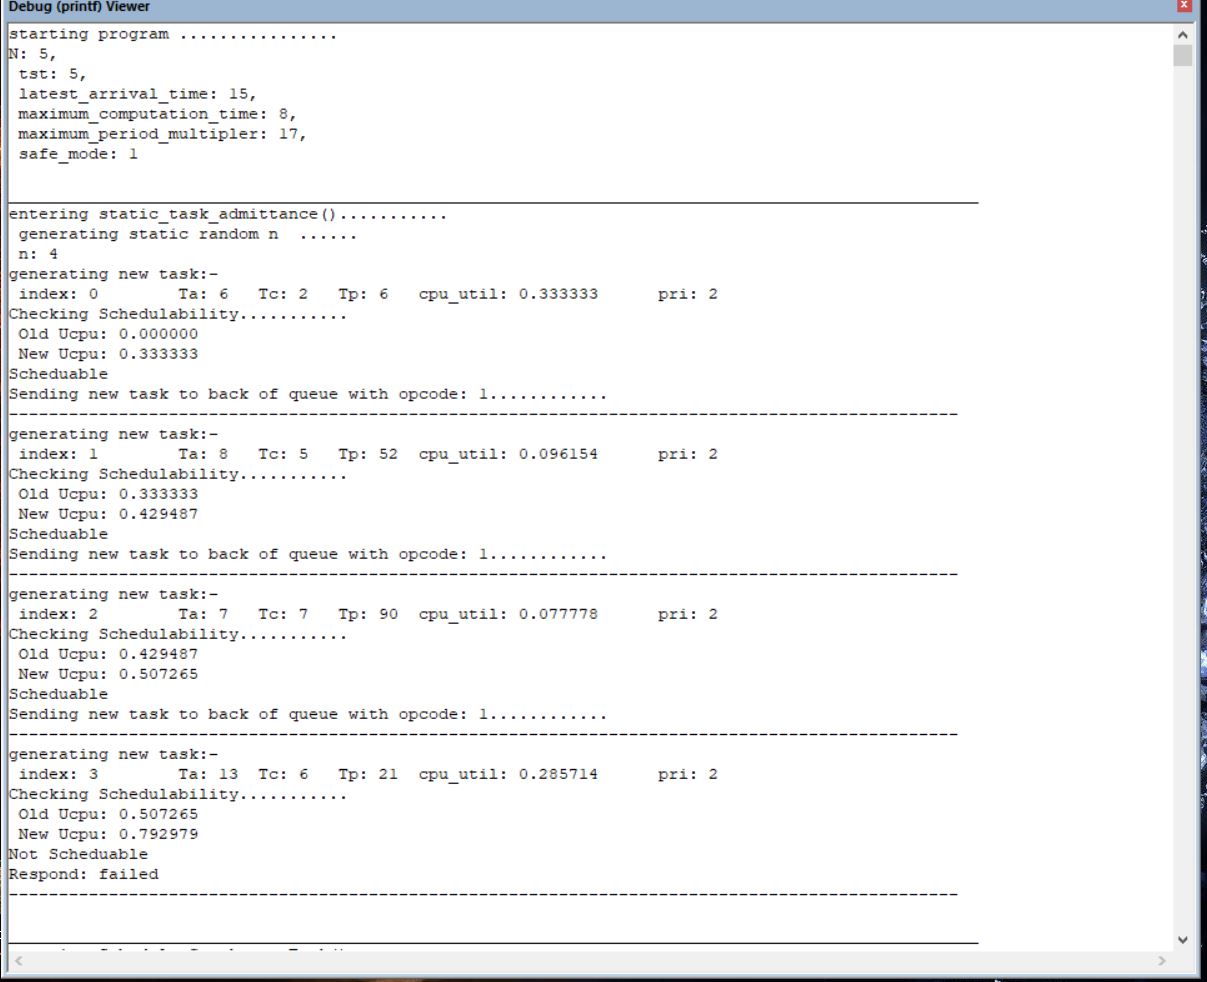 Debug (printf) Viewer
starting program ................
N: 5,
tst: 5,
latest_arrival_time: 15,
maximum_computation_time: 8,
maximum_period_multipler: 17,
safe_mode: 1
entering static_task_admittance()...........
generating static random n  ......
n: 4
generating new task:-
index: 0        Ta: 6   Tc: 2   Tp: 6   cpu_util: 0.333333      pri: 2
Checking Schedulability...........
Old Ucpu: 0.000000
New Ucpu: 0.333333
Scheduable
Sending new task to back of queue with opcode: 1............
-----------------------------------------------------------------------------------------------
generating new task:-
index: 1        Ta: 8   Tc: 5   Tp: 52  cpu_util: 0.096154      pri: 2
Checking Schedulability...........
Old Ucpu: 0.333333
New Ucpu: 0.429487
Scheduable
Sending new task to back of queue with opcode: 1............
-----------------------------------------------------------------------------------------------
generating new task:-
index: 2        Ta: 7   Tc: 7   Tp: 90  cpu_util: 0.077778      pri: 2
Checking Schedulability...........
Old Ucpu: 0.429487
New Ucpu: 0.507265
Scheduable
Sending new task to back of queue with opcode: 1............
-----------------------------------------------------------------------------------------------
generating new task:-
index: 3        Ta: 13  Tc: 6   Tp: 21  cpu_util: 0.285714      pri: 2
Checking Schedulability...........
Old Ucpu: 0.507265
New Ucpu: 0.792979
Not Scheduable
Respond: failed
-----------------------------------------------------------------------------------------------